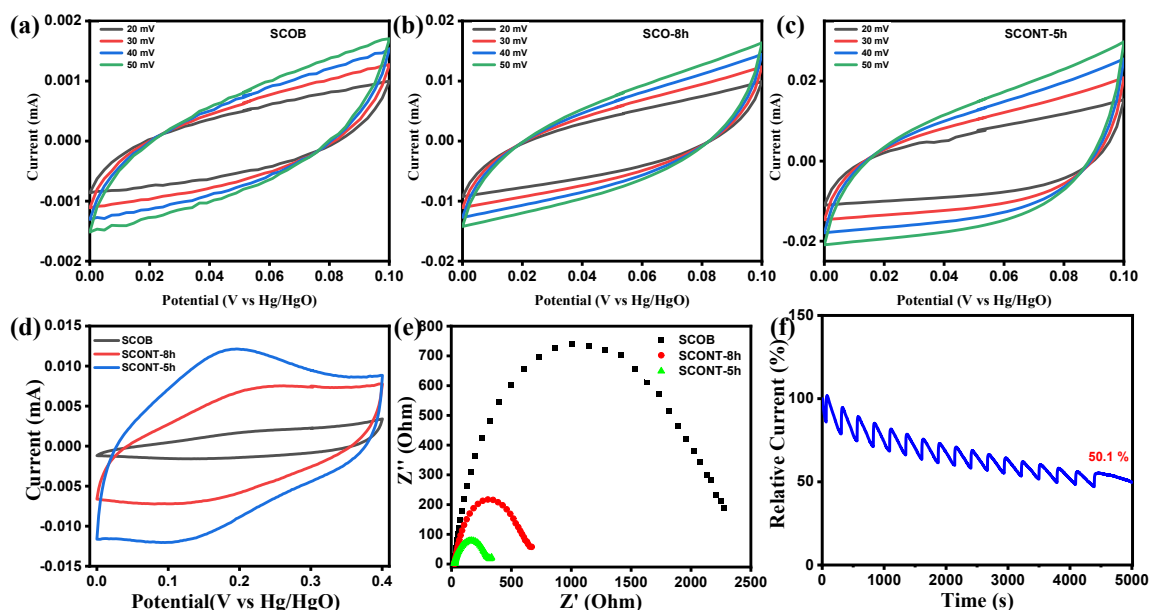 (a)
SCOB
20 mV
30 mV
40 mV
50 mV
0.002
0.001
0.000
-0.001
-0.002
Current (mA)
0.00 0.02 0.04 0.06 0.08 0.10
Potential (V vs Hg/HgO)
(b)
SCO-8h
20 mV
30 mV
40 mV
50 mV
0.02
0.01
0.00
-0.01
-0.02
Current (mA)
0.00 0.02 0.04 0.06 0.08 0.10
Potential (V vs Hg/HgO)
(c)
SCONT-5h
20 mV
30 mV
40 mV
50 mV
0.02
0.00
-0.02
Current (mA)
0.00 0.02 0.04 0.06 0.08 0.10
Potential (V vs Hg/HgO)
(d)
SCOB
SCONT-8h
SCONT-5h
0.015
0.010
0.005
0.000
-0.005
-0.010
-0.015
Current (mA)
0.0 0.1 0.2 0.3 0.4
Potential(V vs Hg/HgO)
(e)
SCOB
SCONT-8h
SCONT-5h
800
700
600
500
400
300
200
100
0
Z'' (Ohm)
0 500 1000 1500 2000 2500
Z' (Ohm)
(f)
150
100
50
0
Relative Current (%)
50.1 %
0 1000 2000 3000 4000 5000
Time (s)